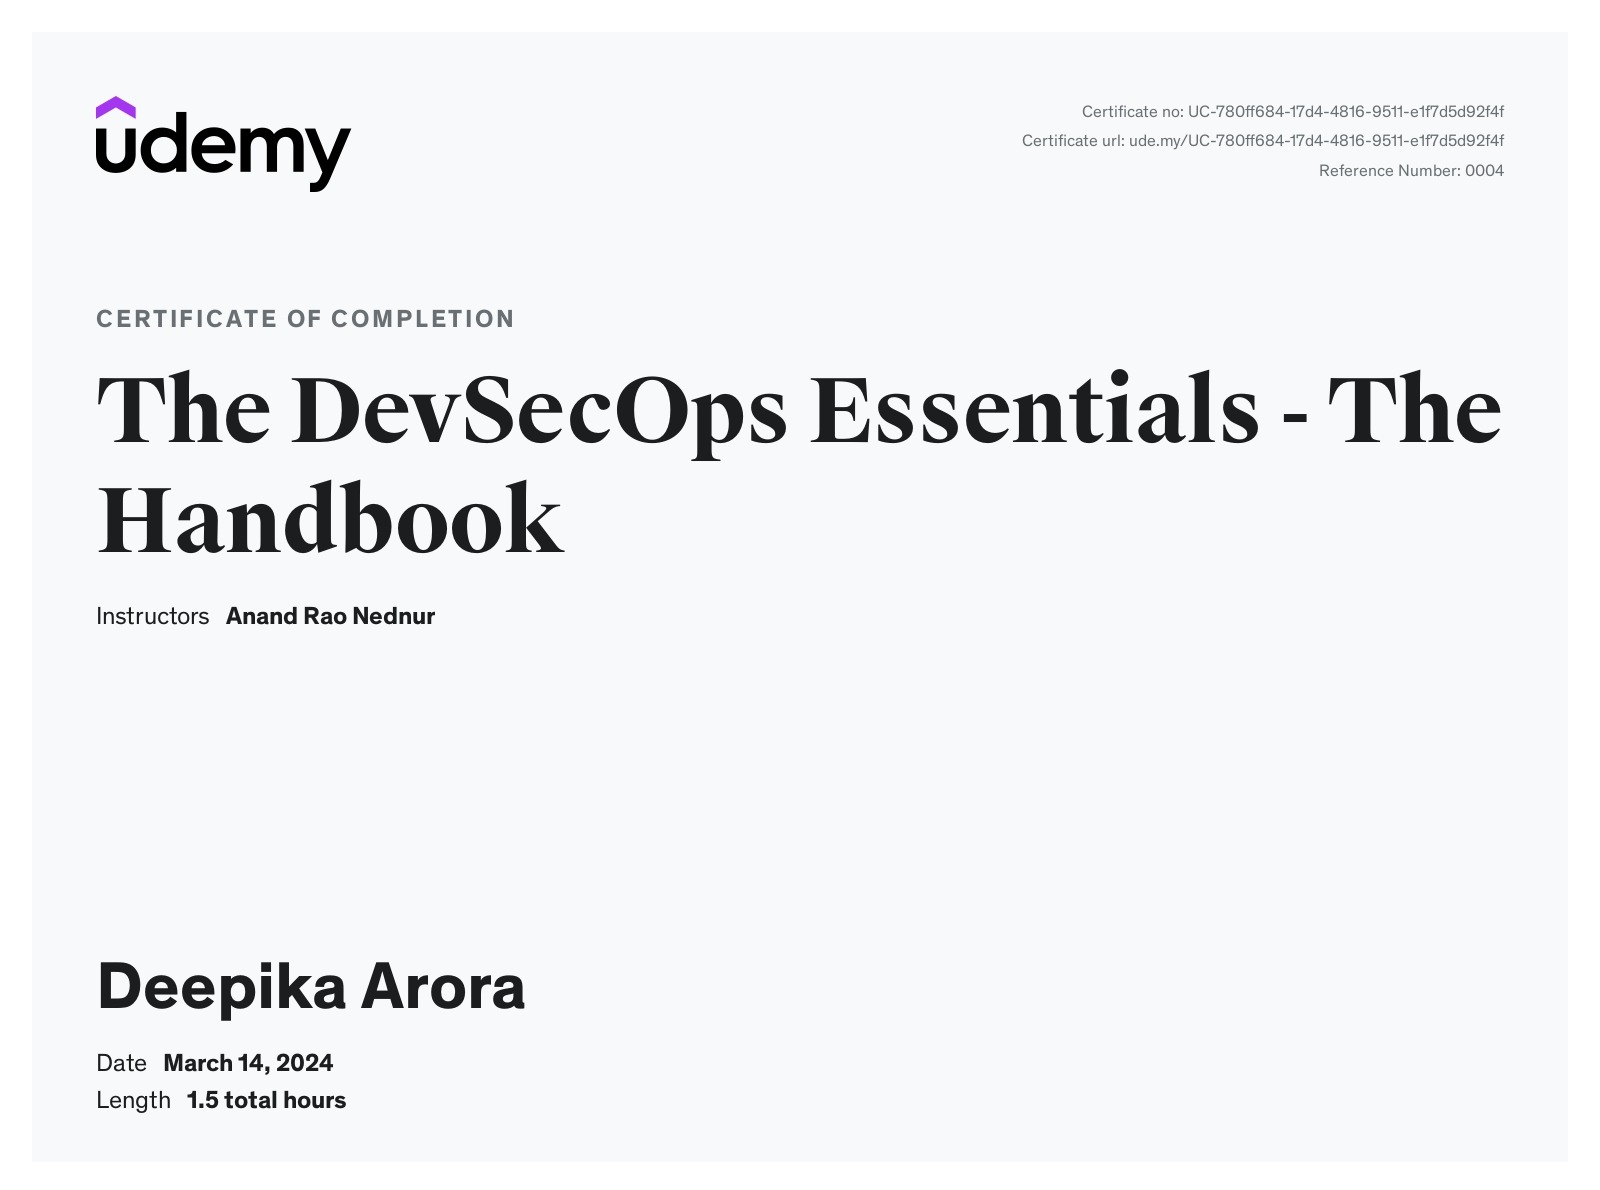 udemy
Certificate no: UC-780ff684-17d4-4816-9511-e1f7d5d92f4f
Certificate url: ude.my/UC-780ff684-17d4-4816-9511-e1f7d5d92f4f
Reference Number: 0004
CERTIFICATE OF COMPLETION
The DevSecOps Essentials - The
Handbook
Instructors Anand Rao Nednur
Deepika Arora
Date March 14, 2024
Length 1.5 total hours